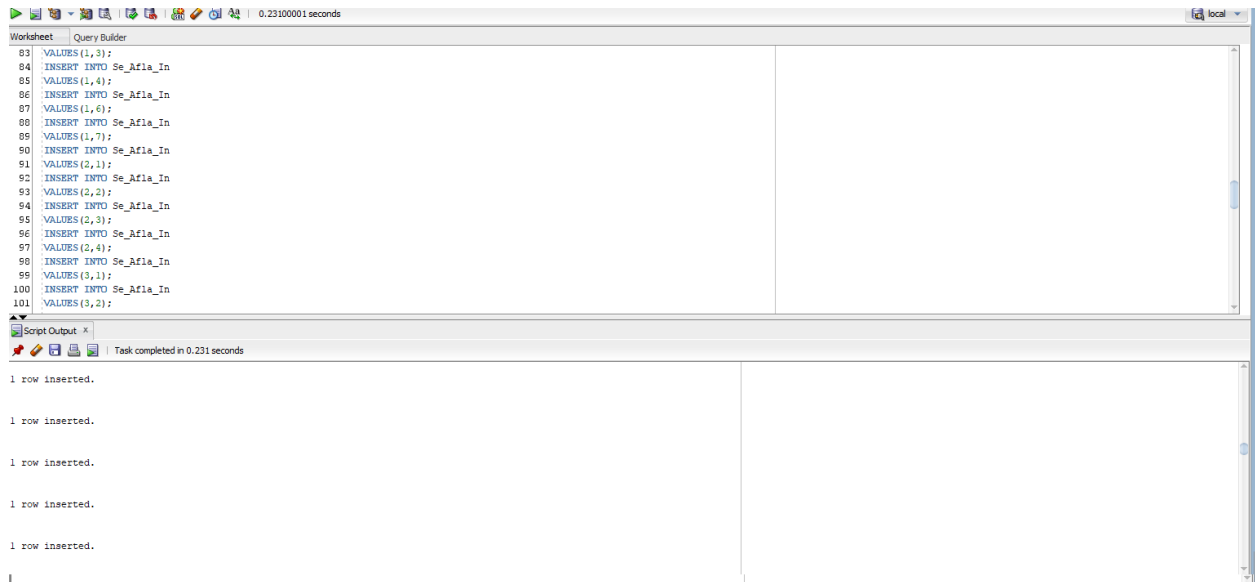 0.23100001 seconds
local
Worksheet Query Builder
83 VALUES(1,3);
84 INSERT INTO Se_Afla_In
85 VALUES(1,4);
86 INSERT INTO Se_Afla_In
87 VALUES(1,6);
88 INSERT INTO Se_Afla_In
89 VALUES(1,7);
90 INSERT INTO Se_Afla_In
91 VALUES(2,1);
92 INSERT INTO Se_Afla_In
93 VALUES(2,2);
94 INSERT INTO Se_Afla_In
95 VALUES(2,3);
96 INSERT INTO Se_Afla_In
97 VALUES(2,4);
98 INSERT INTO Se_Afla_In
99 VALUES(3,1);
100 INSERT INTO Se_Afla_In
101 VALUES(3,2);
Script Output x
Task completed in 0.231 seconds
1 row inserted.
1 row inserted.
1 row inserted.
1 row inserted.
1 row inserted.